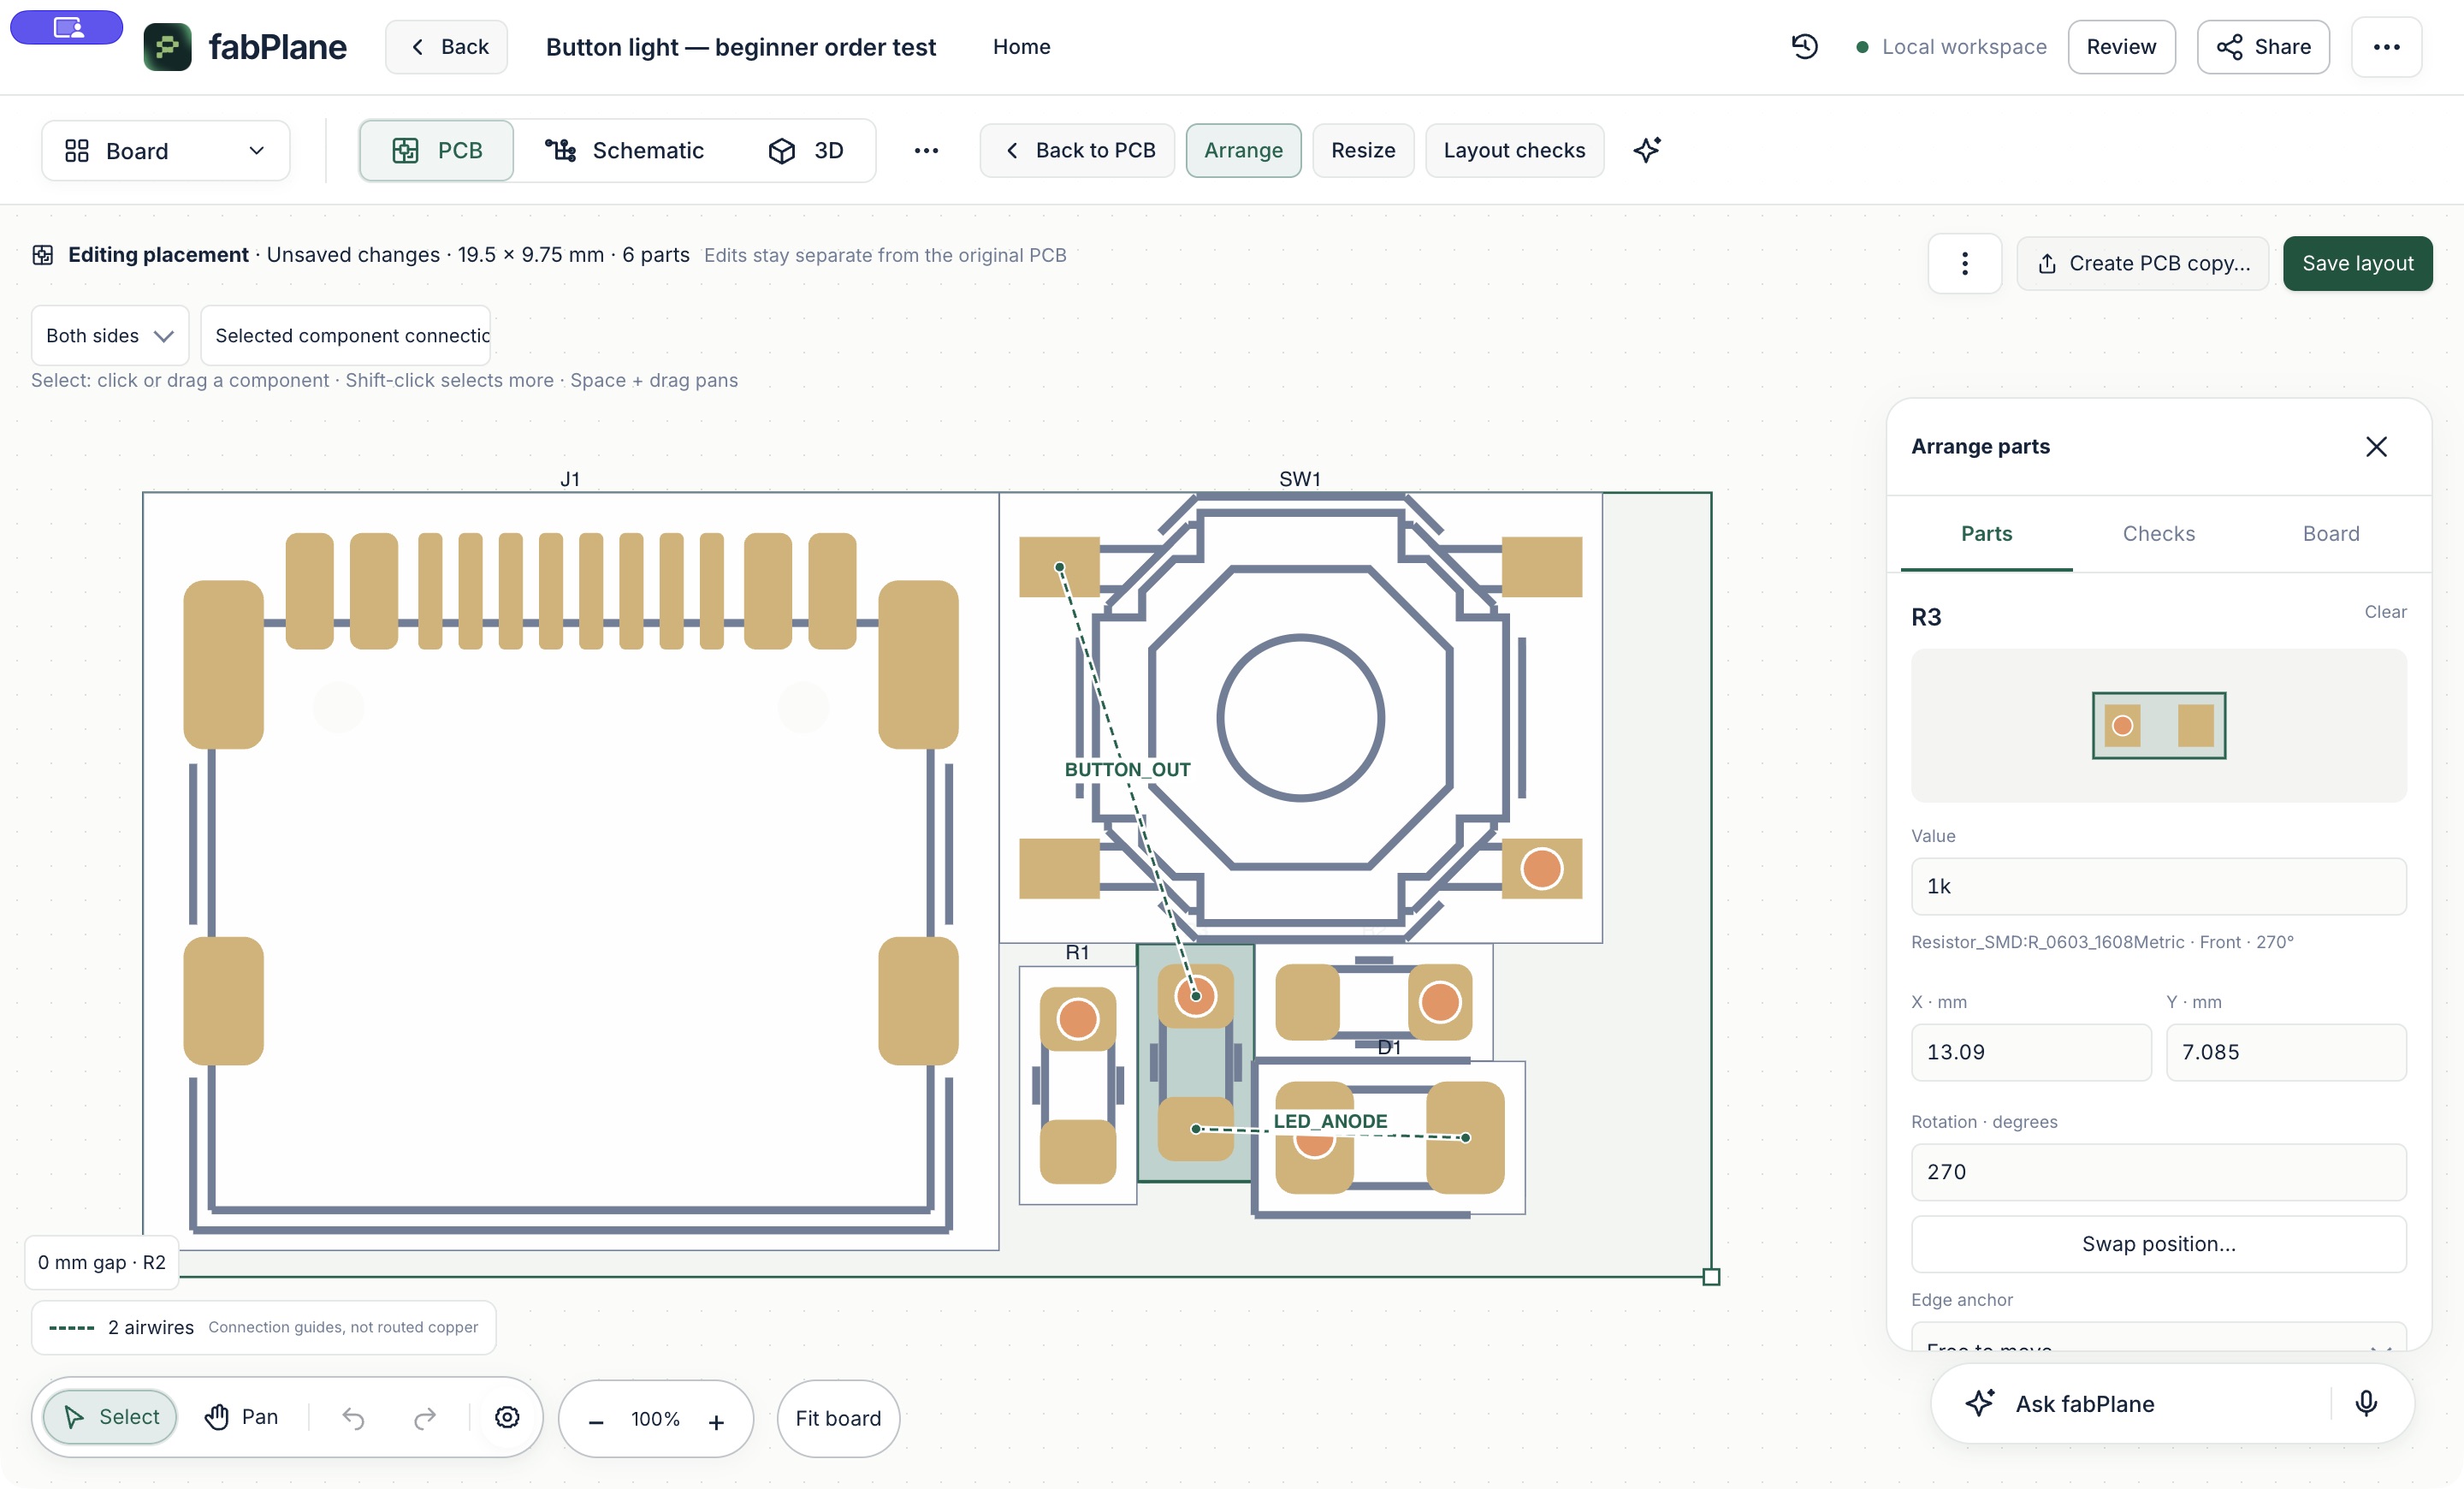 fabPlane
Back
Button light — beginner order test
Home
Local workspace
Review
Share
Board
PCB
Schematic
3D
Back to PCB
Arrange
Resize
Layout checks
Editing placement · Unsaved changes · 19.5 × 9.75 mm · 6 parts Edits stay separate from the original PCB
Create PCB copy...
Save layout
Both sides
Selected component connectio
Select: click or drag a component · Shift-click selects more · Space + drag pans
J1
SW1
BUTTON_OUT
R1
D1
LED_ANODE
0 mm gap · R2
2 airwires Connection guides, not routed copper
Select
Pan
100%
Fit board
Arrange parts
Parts
Checks
Board
R3
Clear
Value
1k
Resistor_SMD:R_0603_1608Metric · Front · 270°
X · mm
Y · mm
13.09
7.085
Rotation · degrees
270
Swap position...
Edge anchor
Free to move
Ask fabPlane